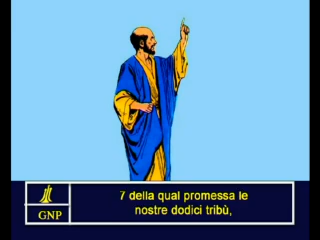 7 della qual promessa le
nostre dodici tribù,
GNP